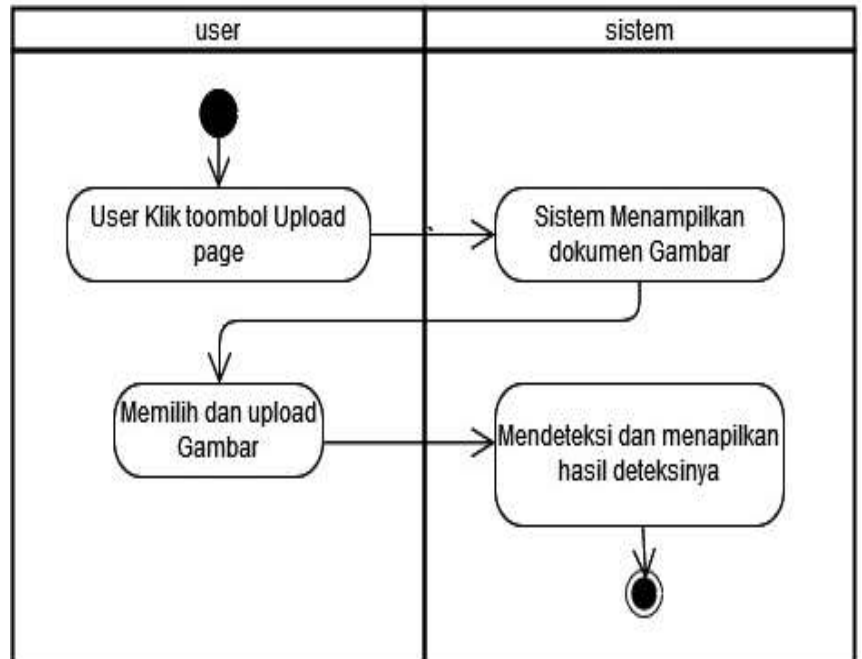 user
sistem
User Klik toombol Upload
page
Sistem Menampilkan
dokumen Gambar
Memilih dan upload
Gambar
Mendeteksi dan menapilkan
hasil deteksinya